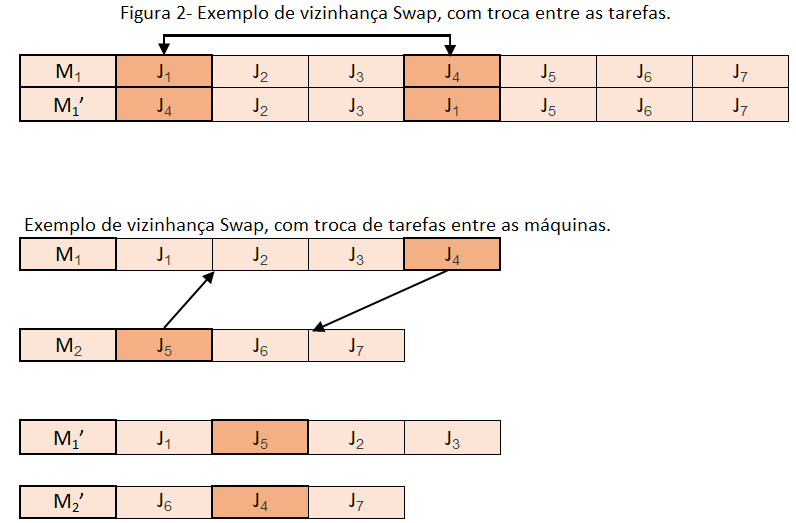 Figura 2- Exemplo de vizinhança Swap, com troca entre as tarefas.
M₁ J₁ J₂ J₃ J₄ J₅ J₆ J₇
M₁’ J₄ J₂ J₃ J₁ J₅ J₆ J₇
Exemplo de vizinhança Swap, com troca de tarefas entre as máquinas.
M₁ J₁ J₂ J₃ J₄
M₂ J₅ J₆ J₇
M₁’ J₁ J₅ J₂ J₃
M₂’ J₆ J₄ J₇